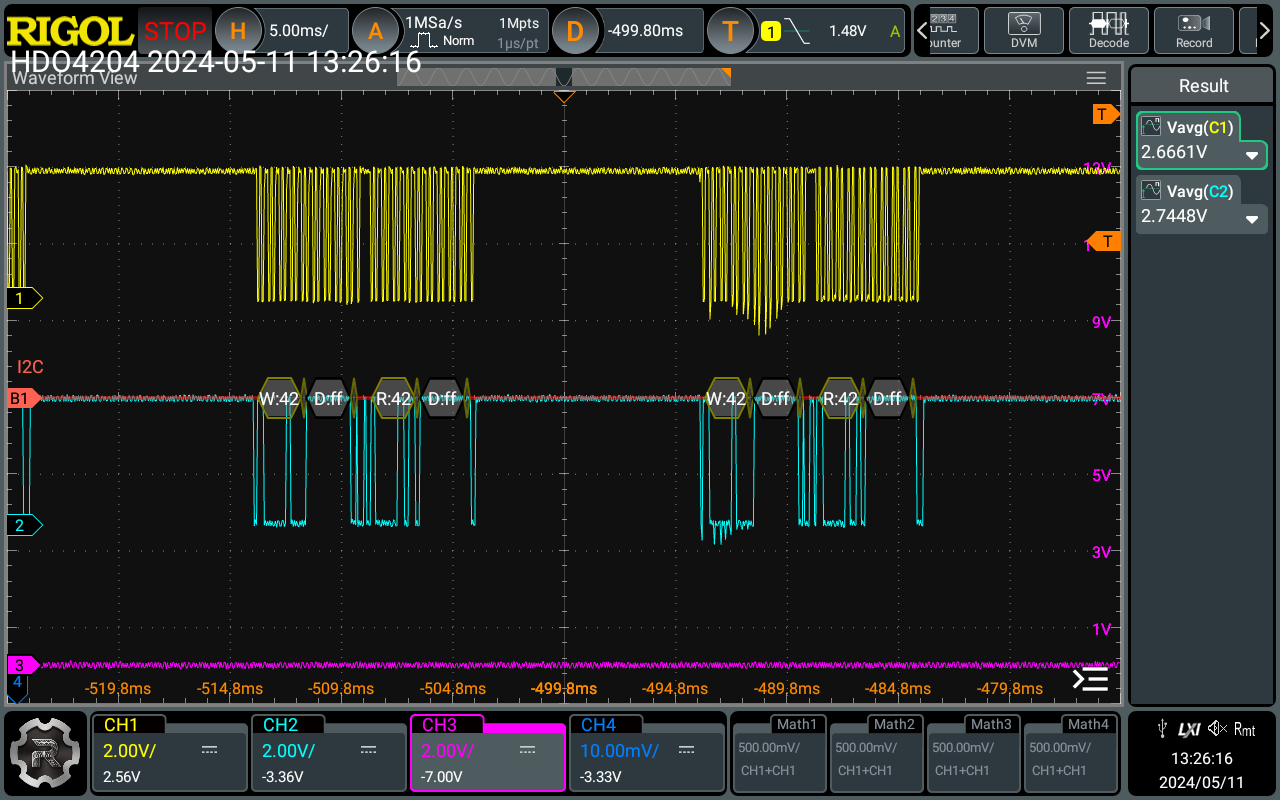 RIGOL STOP H 5.00ms/ A 1MSa/s 1Mpts
Norm 1µs/pt
D -499.80ms T 1 1.48V A
ounter DVM Decode Record
HDO4204 2024-05-11 13:26:16
Waveform View
Result
T
Vavg(C1)
2.6661V
13V
Vavg(C2)
2.7448V
T
1
9V
I2C
B1 W:42 D:ff R:42 D:ff W:42 D:ff R:42 D:ff 7V
5V
2
3V
1V
3
4
-519.8ms -514.8ms -509.8ms -504.8ms -499.8ms -494.8ms -489.8ms -484.8ms -479.8ms
CH1 CH2 CH3 CH4 Math1 Math2 Math3 Math4
2.00V/ 2.00V/ 2.00V/ 10.00mV/ 500.00mV/ 500.00mV/ 500.00mV/ 500.00mV/
2.56V -3.36V -7.00V -3.33V CH1+CH1 CH1+CH1 CH1+CH1 CH1+CH1
LXI Rmt
13:26:16
2024/05/11